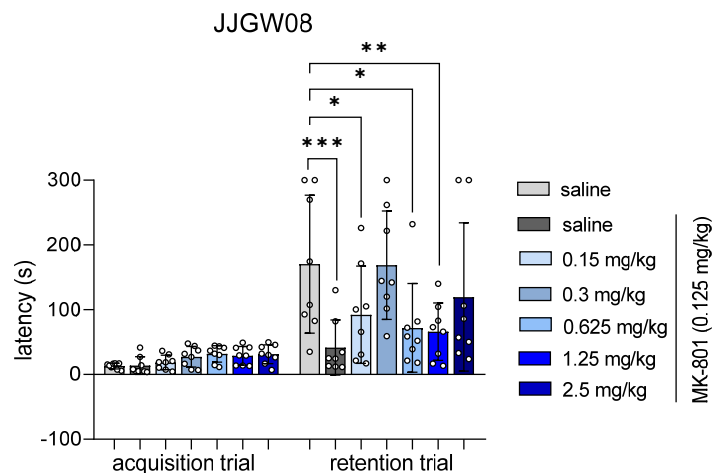 JJGW08
**
*
*
***
300
200
100
0
-100
latency (s)
acquisition trial
retention trial
saline
saline
0.15 mg/kg
0.3 mg/kg
0.625 mg/kg
1.25 mg/kg
2.5 mg/kg
MK-801 (0.125 mg/kg)